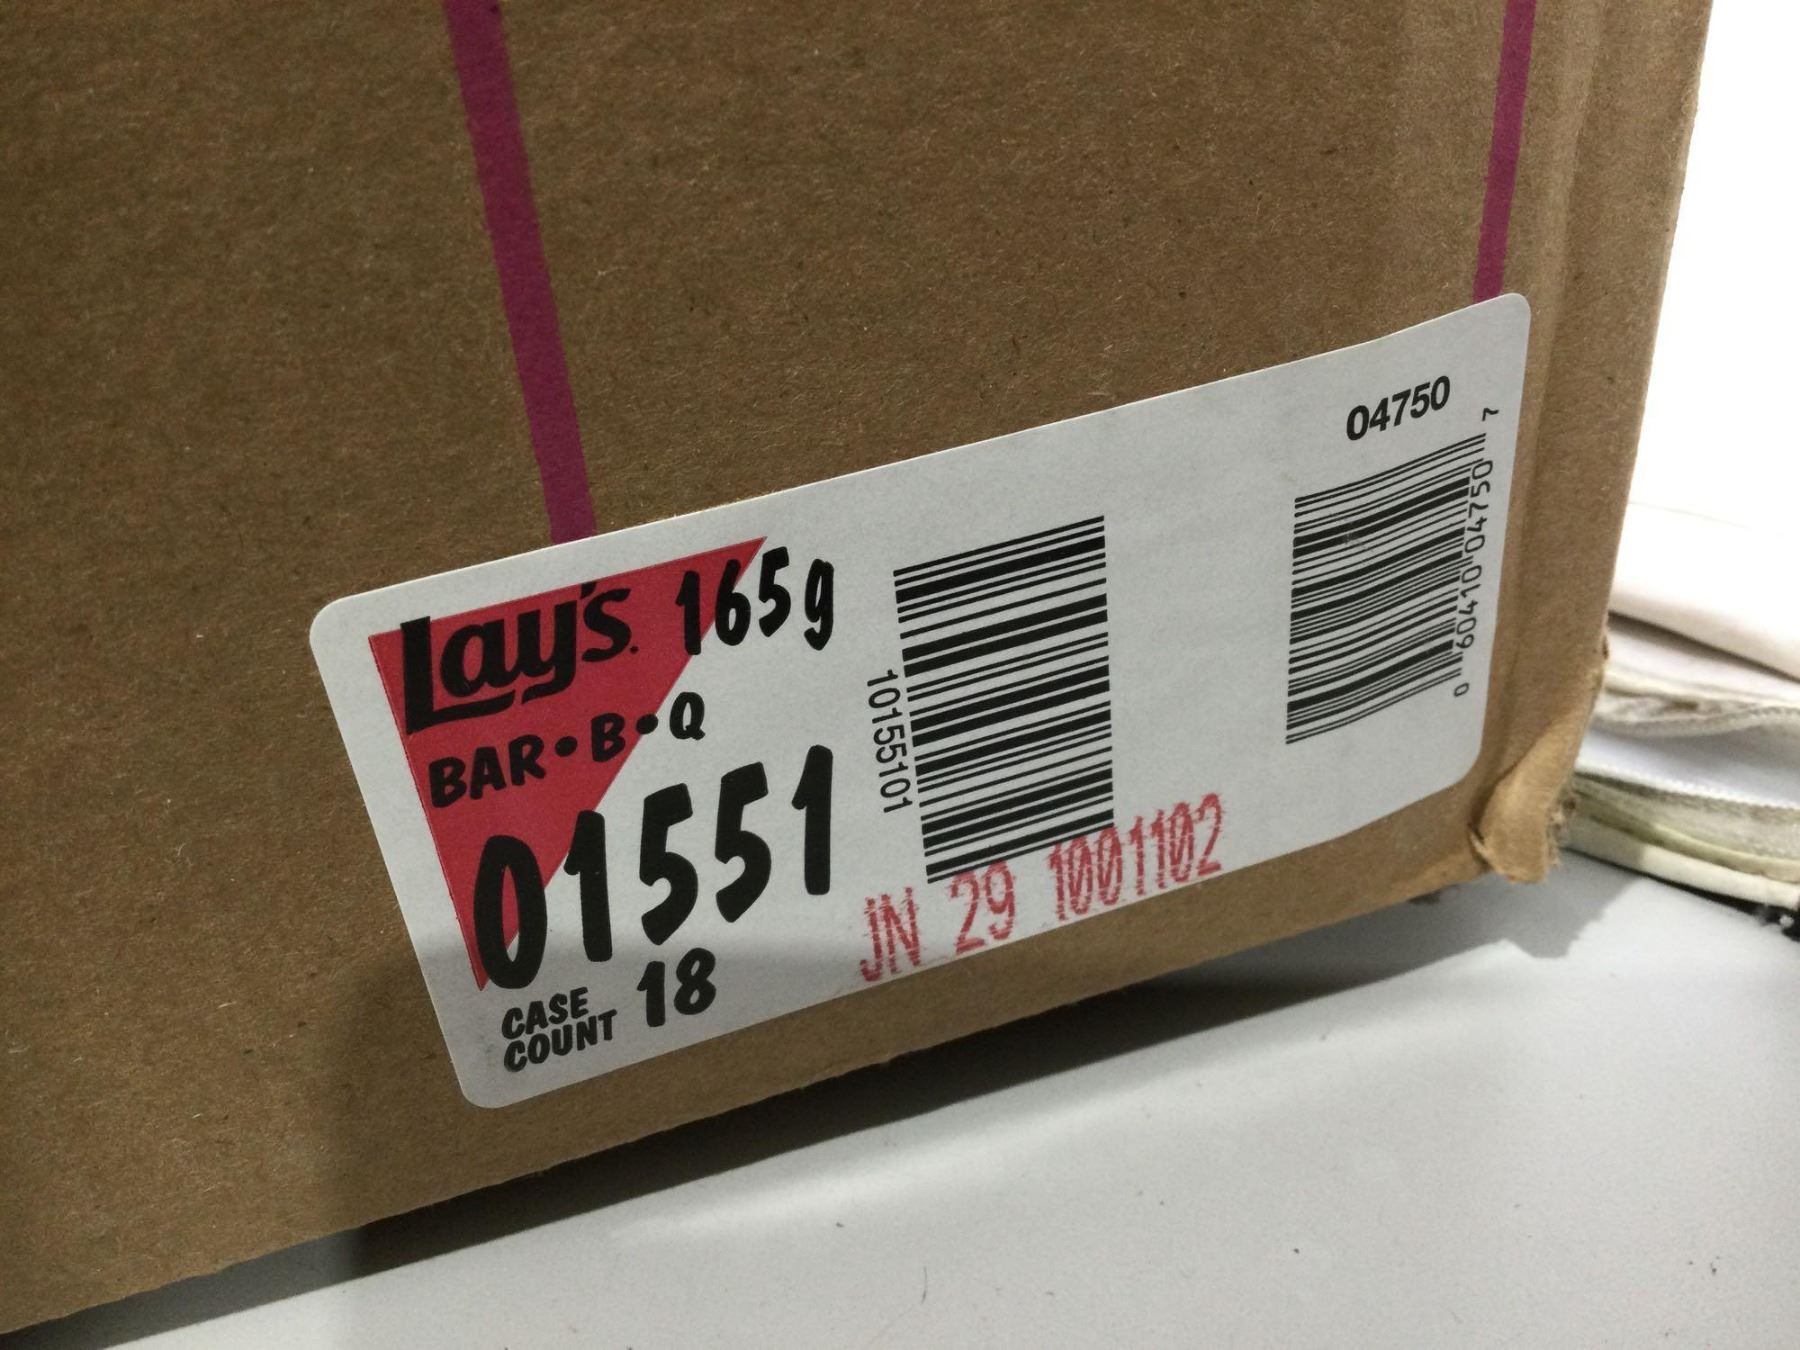 Lay's. 165g
BAR•B•Q
01551
CASE COUNT 18
10155101
JN 29 1001102
04750
0 60410 04750 7